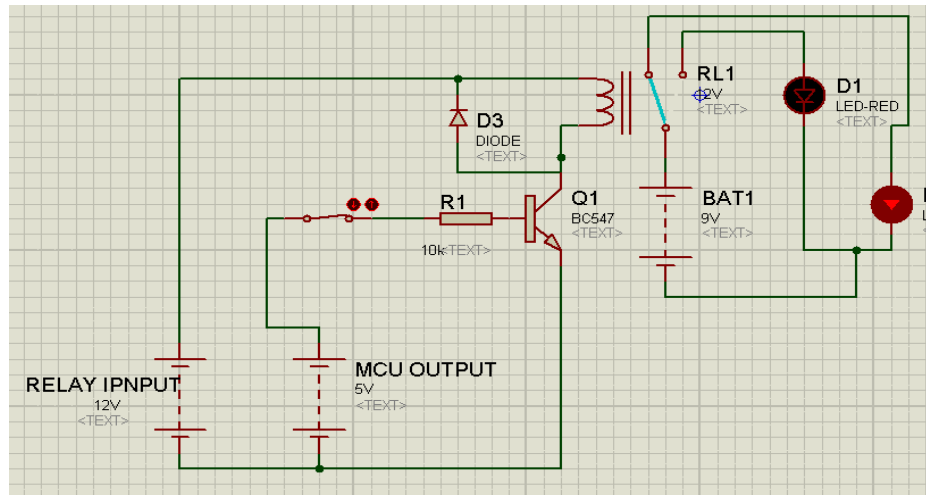 RL1
2V
<TEXT>
D1
LED-RED
<TEXT>
D3
DIODE
<TEXT>
R1
10k
<TEXT>
Q1
BC547
<TEXT>
BAT1
9V
<TEXT>
L
RELAY IPNPUT
12V
<TEXT>
MCU OUTPUT
5V
<TEXT>